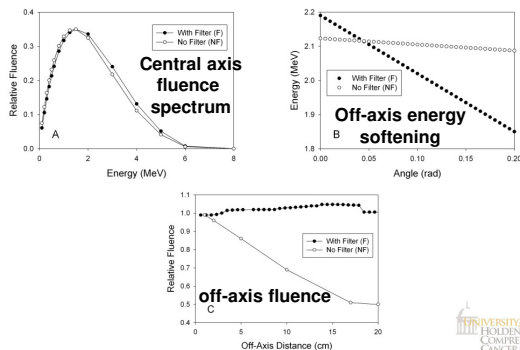 With Filter (F)
No Filter (NF)
Central axis
fluence
spectrum
Relative Fluence
0.4
0.3
0.2
0.1
0.0
A
0
2
4
6
8
Energy (MeV)
With Filter (F)
No Filter (NF)
Off-axis energy
softening
Energy (MeV)
2.2
2.1
2.0
1.9
1.8
B
0.00
0.05
0.10
0.15
0.20
Angle (rad)
With Filter (F)
No Filter (NF)
off-axis fluence
Relative Fluence
1.1
1.0
0.9
0.8
0.7
0.6
0.5
0.4
C
0
5
10
15
20
Off-Axis Distance (cm)
UNIVERSITY
HOLDEN
COMPRE
CANCER